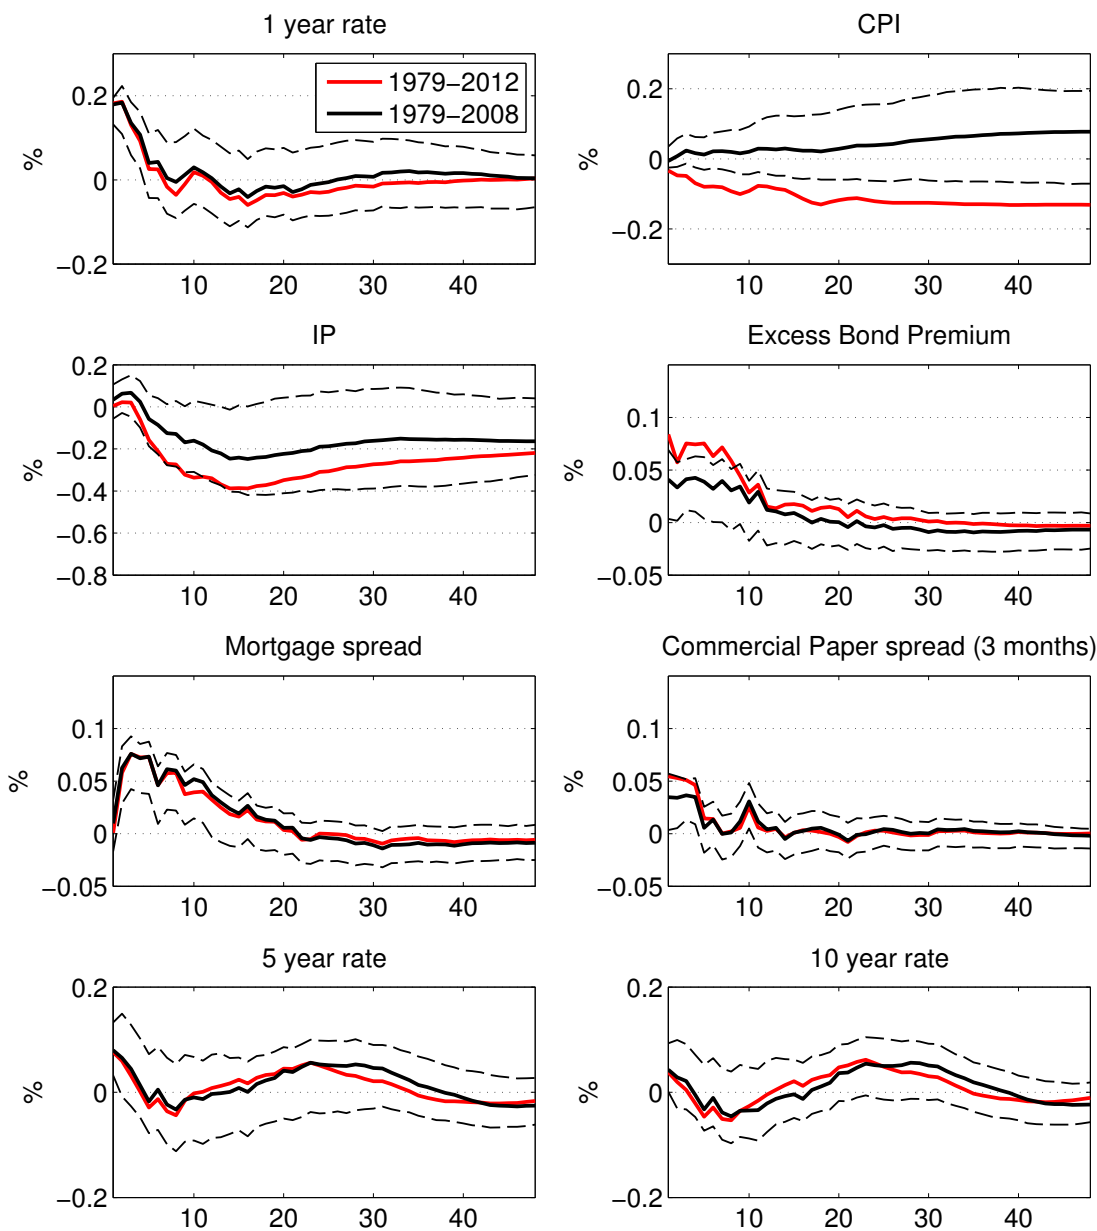 1 year rate
%
0.2
0
−0.2
10 20 30 40
1979−2012
1979−2008
CPI
%
0.2
0
−0.2
10 20 30 40
IP
%
0.2
0
−0.2
−0.4
−0.6
−0.8
10 20 30 40
Excess Bond Premium
%
0.1
0.05
0
−0.05
10 20 30 40
Mortgage spread
%
0.1
0.05
0
−0.05
10 20 30 40
Commercial Paper spread (3 months)
%
0.1
0.05
0
−0.05
10 20 30 40
5 year rate
%
0.2
0
−0.2
10 20 30 40
10 year rate
%
0.2
0
−0.2
10 20 30 40